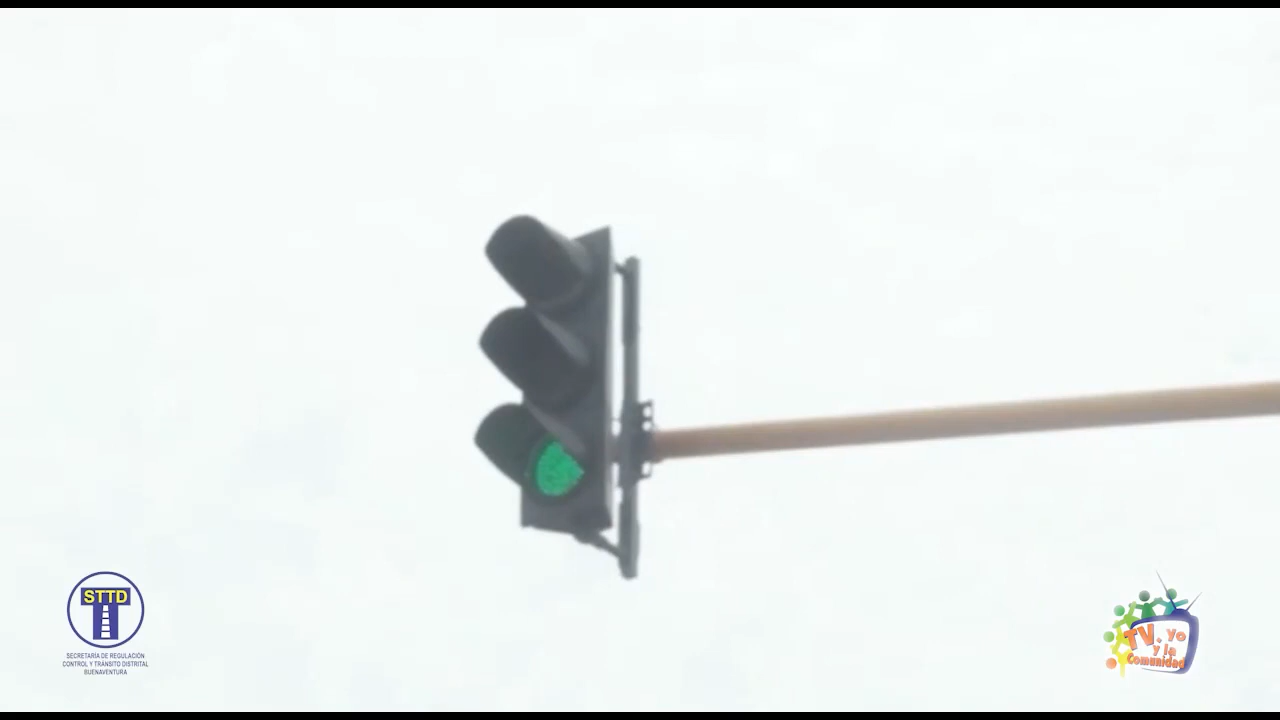 STTD
SECRETARÍA DE REGULACIÓN
CONTROL Y TRÁNSITO DISTRITAL
BUENAVENTURA
TV. Yo
y la
Comunidad